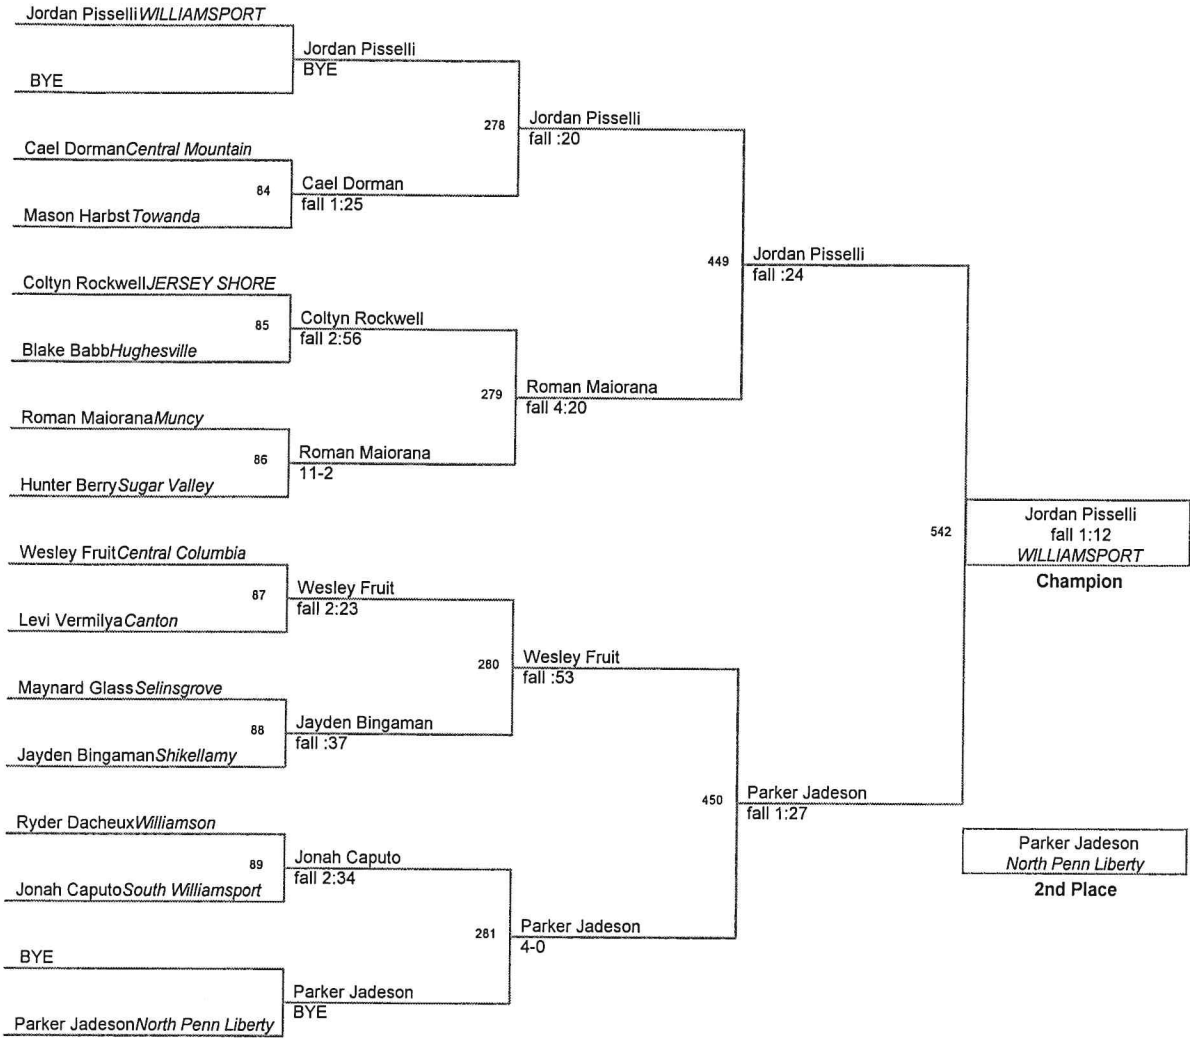 Jordan Pisselli WILLIAMSPORT
Jordan Pisselli
BYE
BYE
278
Jordan Pisselli
fall :20
Cael Dorman Central Mountain
84
Cael Dorman
fall 1:25
Mason Harbst Towanda
449
Jordan Pisselli
fall :24
Coltyn Rockwell JERSEY SHORE
85
Coltyn Rockwell
fall 2:56
Blake Babb Hughesville
279
Roman Maiorana
fall 4:20
Roman Maiorana Muncy
86
Roman Maiorana
11-2
Hunter Berry Sugar Valley
542
Jordan Pisselli
fall 1:12
WILLIAMSPORT
Champion
Wesley Fruit Central Columbia
87
Wesley Fruit
fall 2:23
Levi Vermilya Canton
280
Wesley Fruit
fall :53
Maynard Glass Selinsgrove
88
Jayden Bingaman
fall :37
Jayden Bingaman Shikellamy
450
Parker Jadeson
fall 1:27
Ryder Dacheux Williamson
89
Jonah Caputo
fall 2:34
Jonah Caputo South Williamsport
Parker Jadeson
North Penn Liberty
2nd Place
281
Parker Jadeson
4-0
BYE
Parker Jadeson
BYE
Parker Jadeson North Penn Liberty